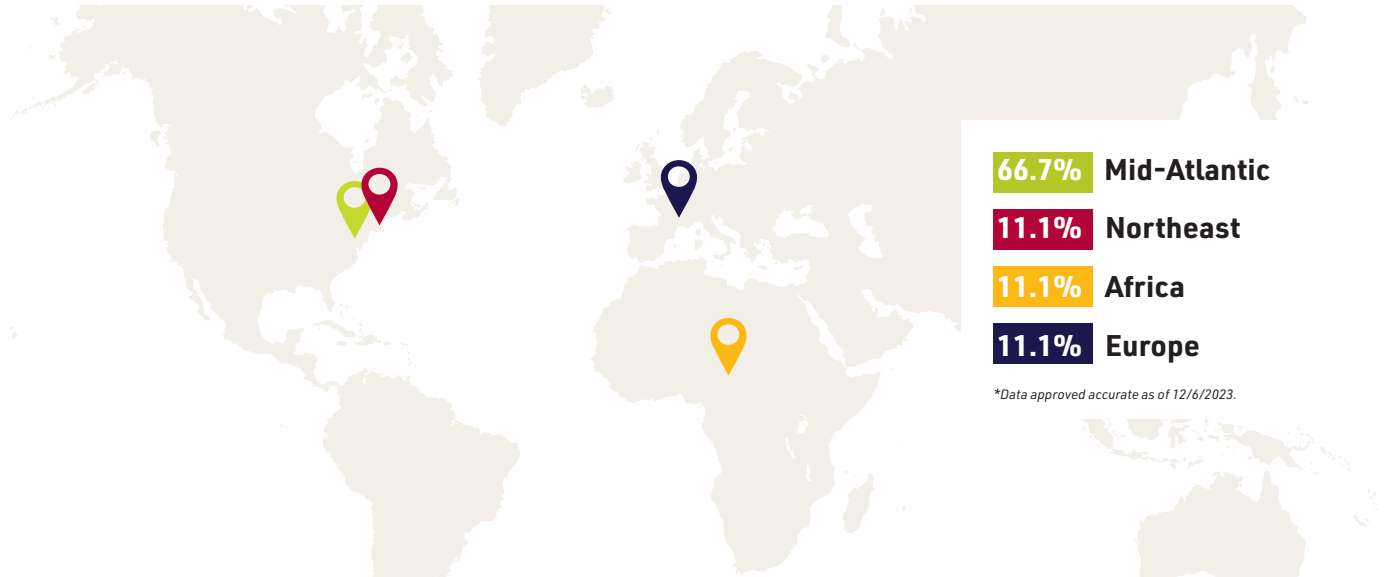 66.7% Mid-Atlantic
11.1% Northeast
11.1% Africa
11.1% Europe
*Data approved accurate as of 12/6/2023.